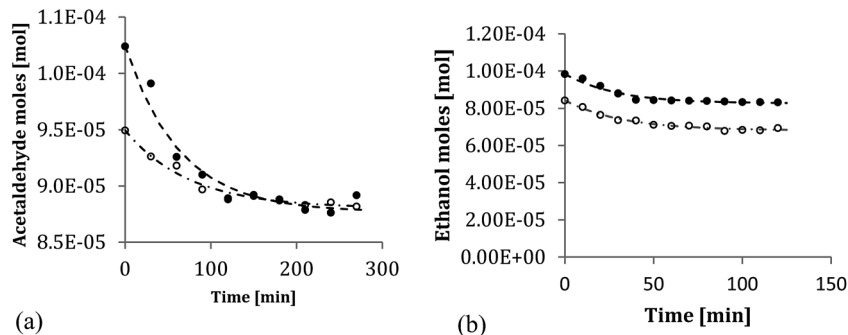 Acetaldehyde moles [mol]
1.1E-04
1.0E-04
9.5E-05
9.0E-05
8.5E-05
0
100
200
300
Time [min]
(a)
Ethanol moles [mol]
1.20E-04
1.00E-04
8.00E-05
6.00E-05
4.00E-05
2.00E-05
0.00E+00
0
50
100
150
Time [min]
(b)